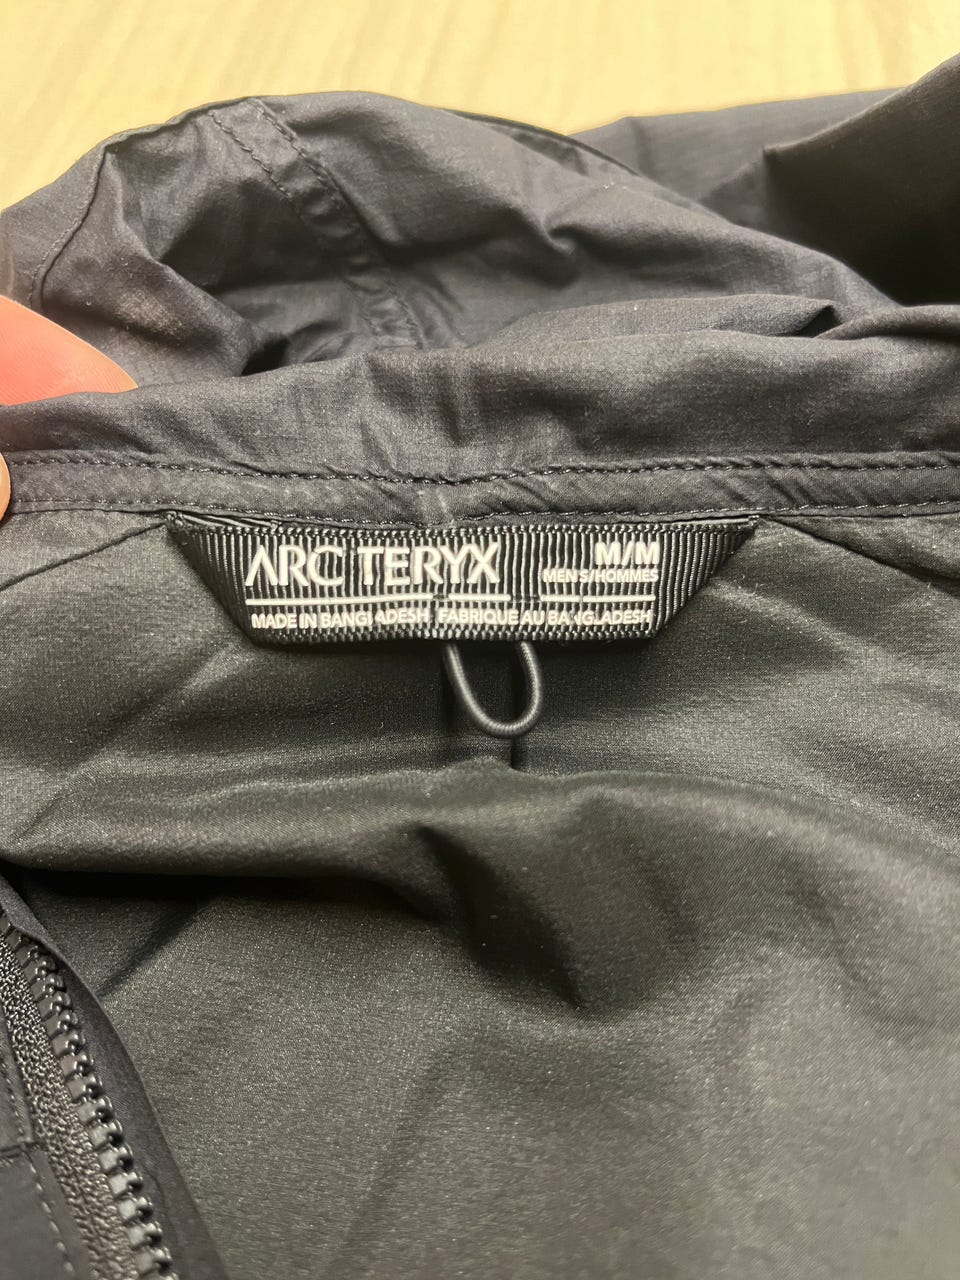 ARC'TERYX
M/M
MEN'S/HOMMES
MADE IN BANGLADESH FABRIQUE AU BANGLADESH